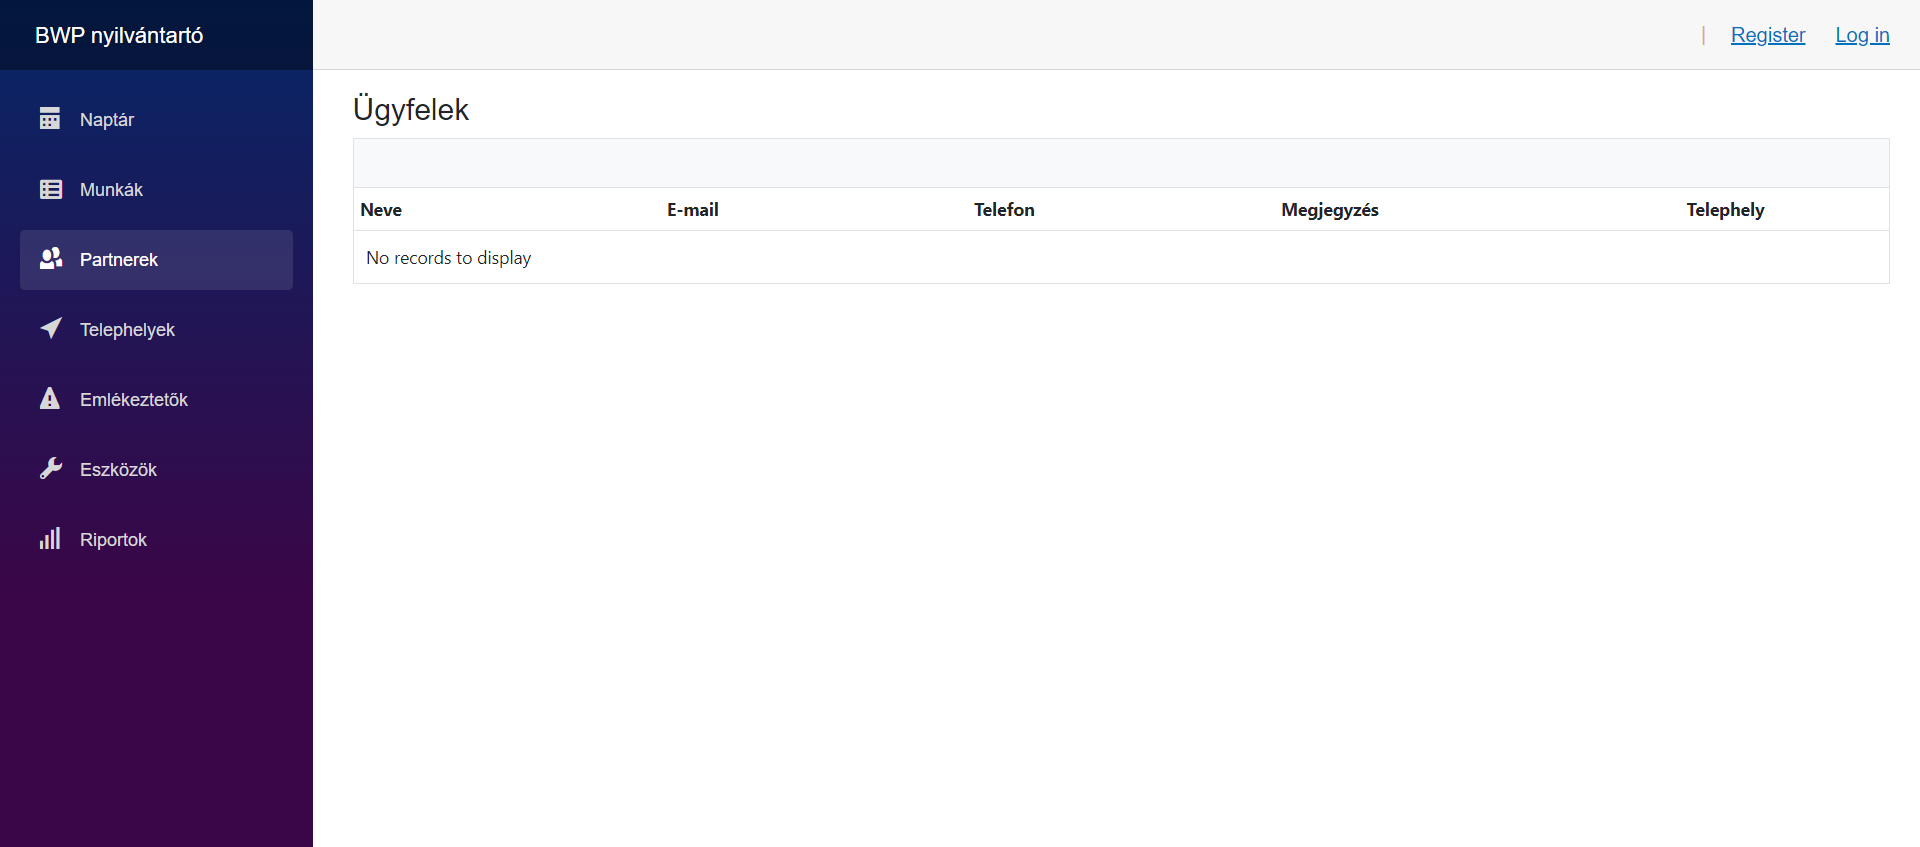 BWP nyilvántartó
| Register Log in
Naptár
Munkák
Partnerek
Telephelyek
Emlékeztetők
Eszközök
Riportok
Ügyfelek
Neve E-mail Telefon Megjegyzés Telephely
No records to display